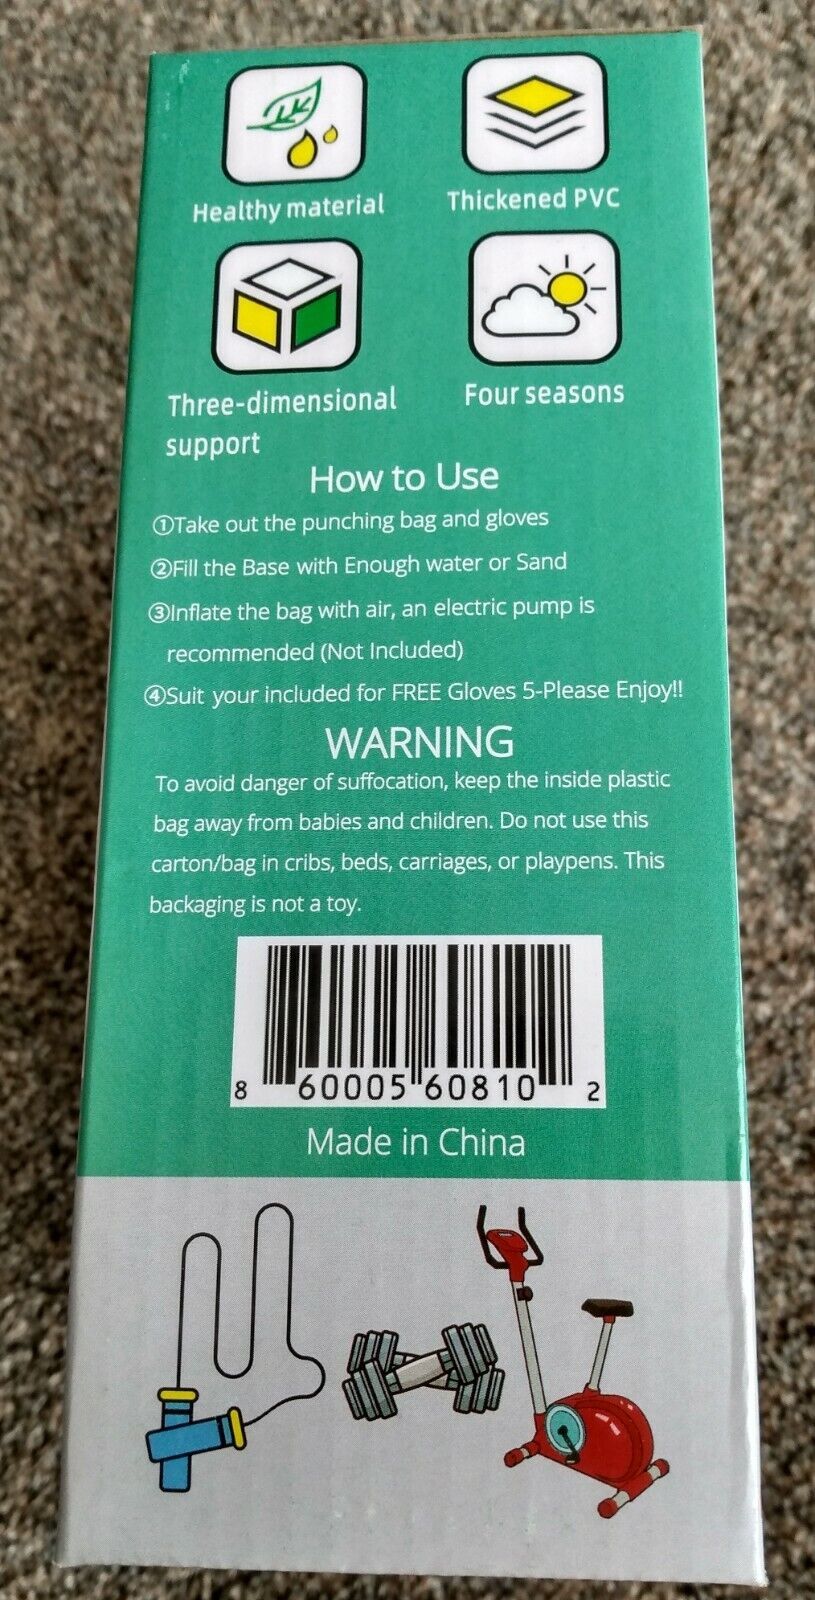 Healthy material
Thickened PVC
Three-dimensional
support
Four seasons
How to Use
①Take out the punching bag and gloves
②Fill the Base with Enough water or Sand
③Inflate the bag with air, an electric pump is
recommended (Not Included)
④Suit your included for FREE Gloves 5-Please Enjoy!!
WARNING
To avoid danger of suffocation, keep the inside plastic
bag away from babies and children. Do not use this
carton/bag in cribs, beds, carriages, or playpens. This
backaging is not a toy.
8 60005 60810 2
Made in China